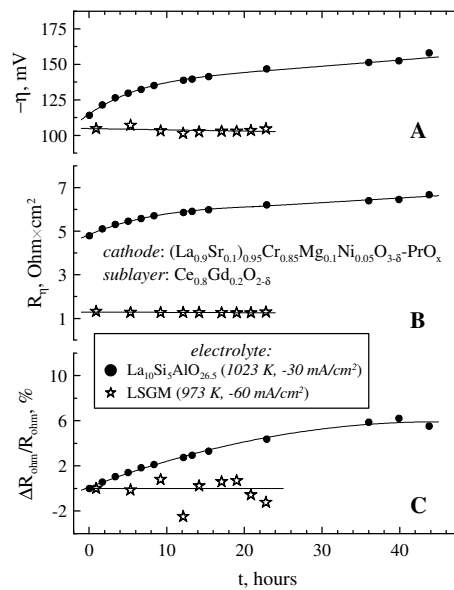 −η, mV
175
150
125
100
A
R_η, Ohm×cm²
7
5
3
1
cathode: (La₀.₉Sr₀.₁)₀.₉₅Cr₀.₈₅Mg₀.₁Ni₀.₀₅O₃₋δ-PrOₓ
sublayer: Ce₀.₈Gd₀.₂O₂₋δ
B
electrolyte:
La₁₀Si₅AlO₂₆.₅ (1023 K, -30 mA/cm²)
LSGM (973 K, -60 mA/cm²)
ΔR_ohm/R_ohm, %
10
6
2
-2
C
0 10 20 30 40
t, hours